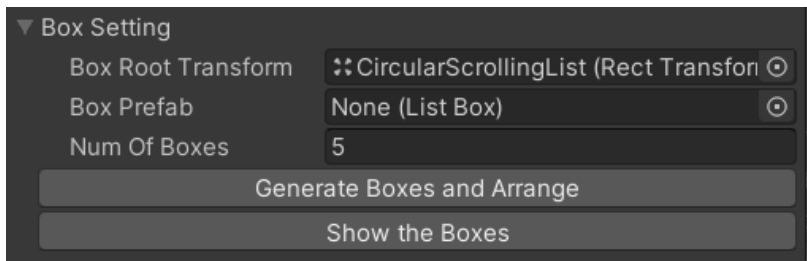 Box Setting
Box Root Transform CircularScrollingList (Rect Transfor
Box Prefab None (List Box)
Num Of Boxes 5
Generate Boxes and Arrange
Show the Boxes